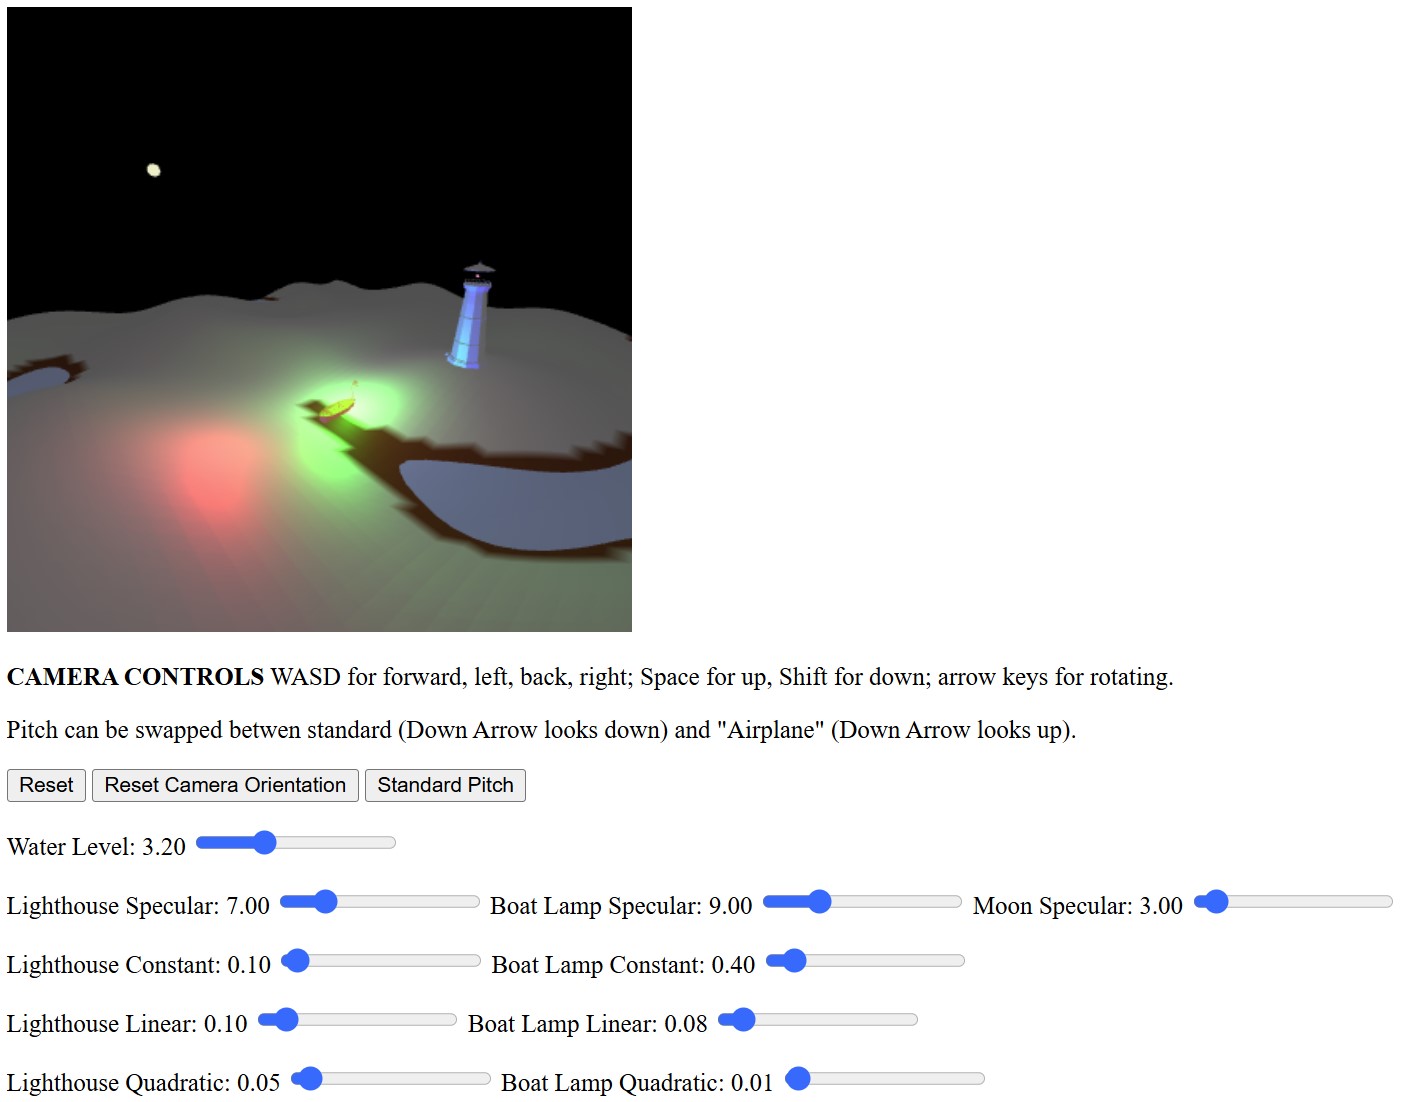 CAMERA CONTROLS WASD for forward, left, back, right; Space for up, Shift for down; arrow keys for rotating.
Pitch can be swapped betwen standard (Down Arrow looks down) and "Airplane" (Down Arrow looks up).
Reset Reset Camera Orientation Standard Pitch
Water Level: 3.20
Lighthouse Specular: 7.00 Boat Lamp Specular: 9.00 Moon Specular: 3.00
Lighthouse Constant: 0.10 Boat Lamp Constant: 0.40
Lighthouse Linear: 0.10 Boat Lamp Linear: 0.08
Lighthouse Quadratic: 0.05 Boat Lamp Quadratic: 0.01